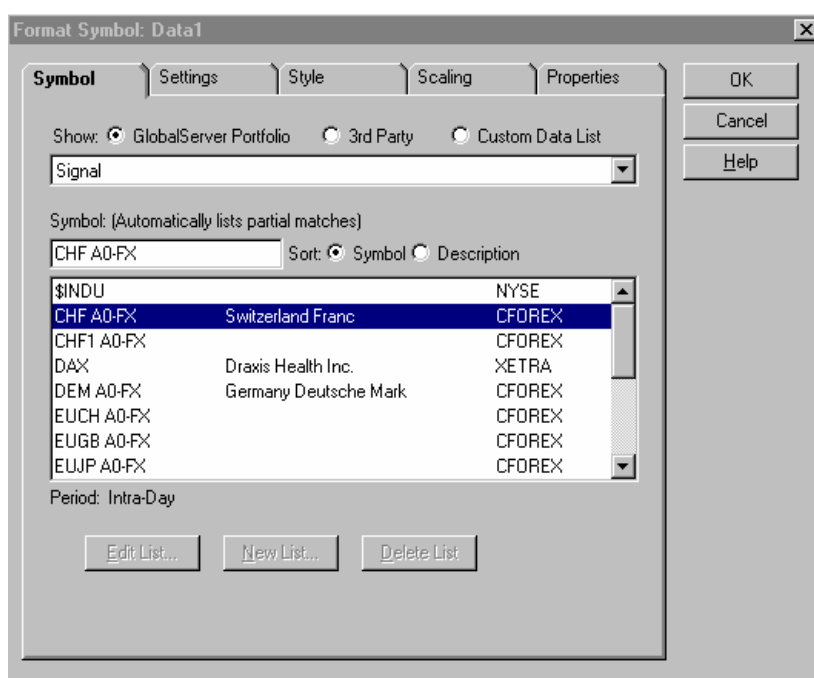 Format Symbol: Data1
Symbol Settings Style Scaling Properties
OK
Cancel
Help
Show: GlobalServer Portfolio 3rd Party Custom Data List
Signal
Symbol: (Automatically lists partial matches)
CHF A0-FX Sort: Symbol Description
$INDU NYSE
CHF A0-FX Switzerland Franc CFOREX
CHF1 A0-FX CFOREX
DAX Draxis Health Inc. XETRA
DEM A0-FX Germany Deutsche Mark CFOREX
EUCH A0-FX CFOREX
EUGB A0-FX CFOREX
EUJP A0-FX CFOREX
Period: Intra-Day
Edit List... New List... Delete List